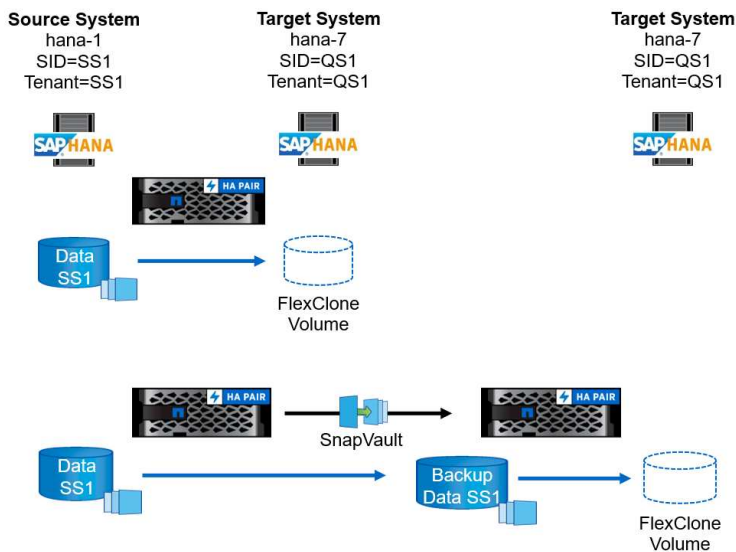 Source System
hana-1
SID=SS1
Tenant=SS1
Target System
hana-7
SID=QS1
Tenant=QS1
Target System
hana-7
SID=QS1
Tenant=QS1
SAP HANA
SAP HANA
SAP HANA
HA PAIR
Data
SS1
FlexClone
Volume
HA PAIR
SnapVault
HA PAIR
Data
SS1
Backup
Data SS1
FlexClone
Volume